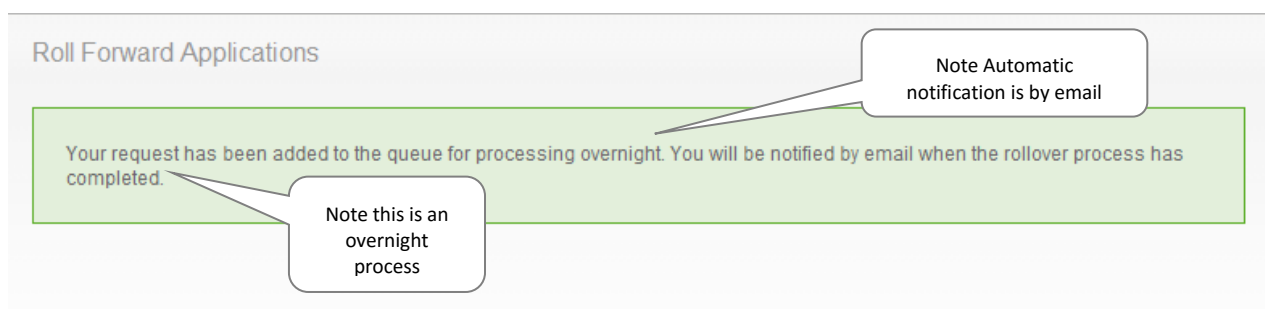 Roll Forward Applications
Note Automatic
notification is by email
Your request has been added to the queue for processing overnight. You will be notified by email when the rollover process has
completed.
Note this is an
overnight
process